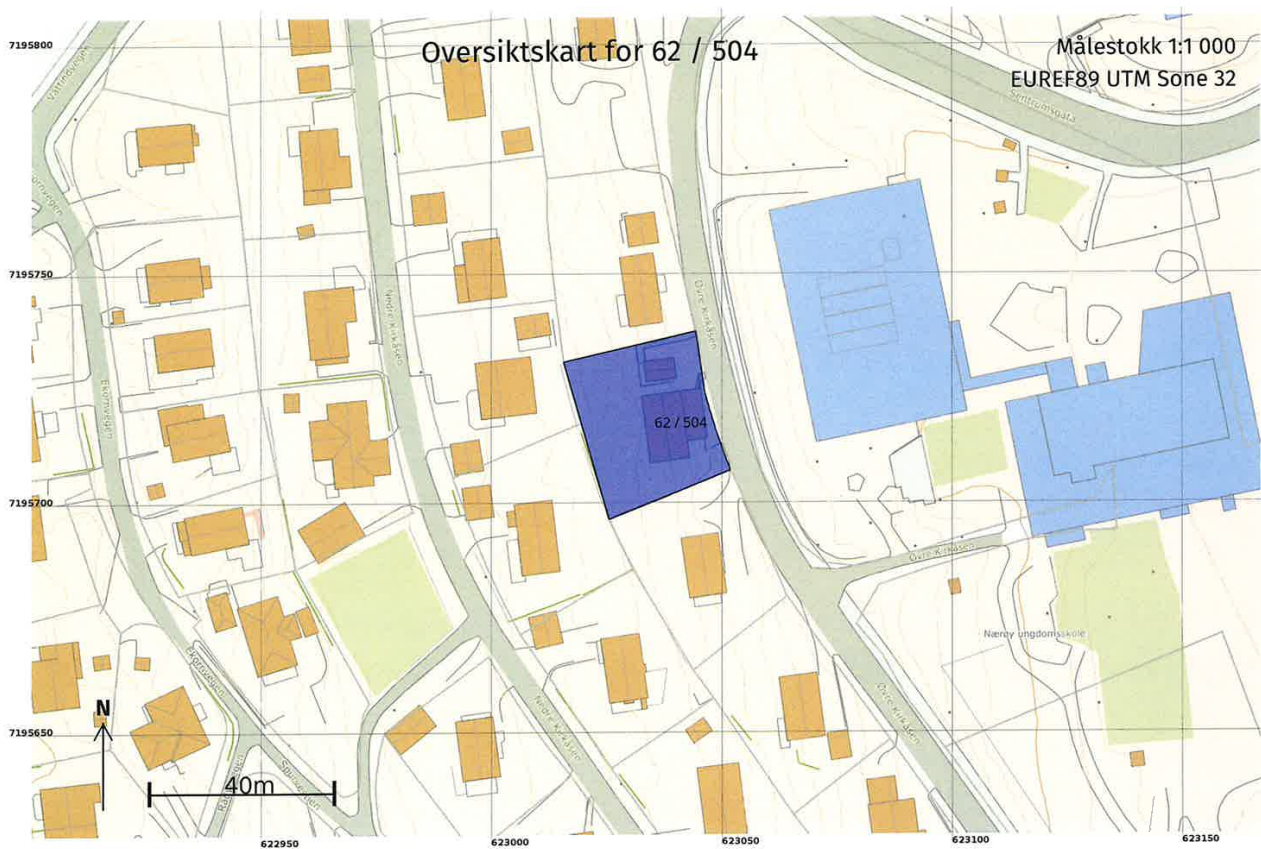 Oversiktskart for 62 / 504
Målestokk 1:1 000
EUREF89 UTM Sone 32
7195800
7195750
7195700
7195650
622950
623000
623050
623100
623150
Sentrumsgata
Ekornvegen
Ekornvegen
Nedre Kirkåsen
Nedre Kirkåsen
Øvre Kirkåsen
62 / 504
Øvre Kirkåsen
Nærøy ungdomsskole
Øvre Kirkåsen
N
40m